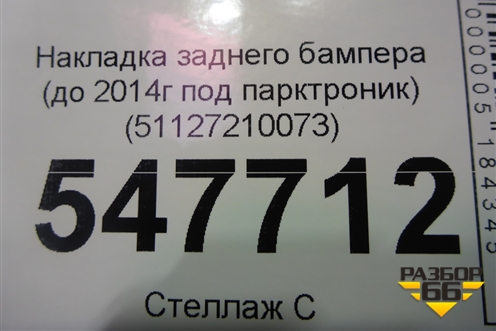 Накладка заднего бампера
(до 2014г под парктроник)
(51127210073)
547712
Стеллаж С
РАЗБОР
66